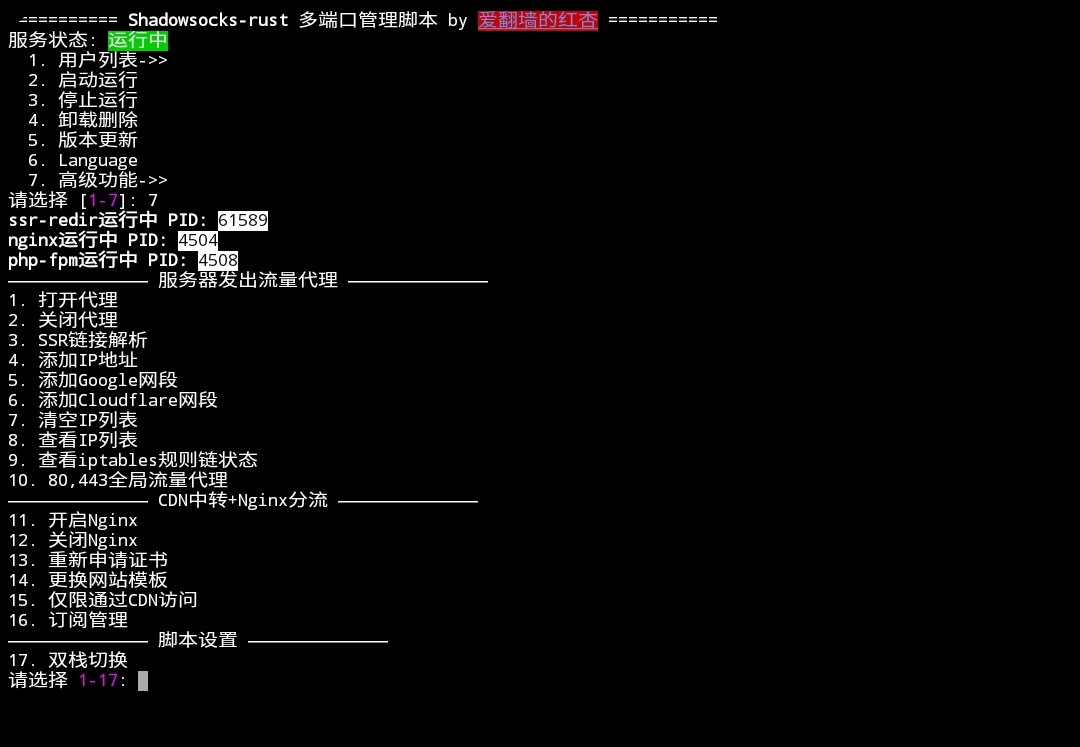 ========== Shadowsocks-rust 多端口管理脚本 by 爱翻墙的红杏 ===========
服务状态: 运行中
1. 用户列表->>
2. 启动运行
3. 停止运行
4. 卸载删除
5. 版本更新
6. Language
7. 高级功能->>
请选择 [1-7]: 7
ssr-redir运行中 PID: 61589
nginx运行中 PID: 4504
php-fpm运行中 PID: 4508
—————————————— 服务器发出流量代理 ——————————————
1. 打开代理
2. 关闭代理
3. SSR链接解析
4. 添加IP地址
5. 添加Google网段
6. 添加Cloudflare网段
7. 清空IP列表
8. 查看IP列表
9. 查看iptables规则链状态
10. 80,443全局流量代理
—————————————— CDN中转+Nginx分流 ——————————————
11. 开启Nginx
12. 关闭Nginx
13. 重新申请证书
14. 更换网站模板
15. 仅限通过CDN访问
16. 订阅管理
—————————————— 脚本设置 ——————————————
17. 双栈切换
请选择 1-17: